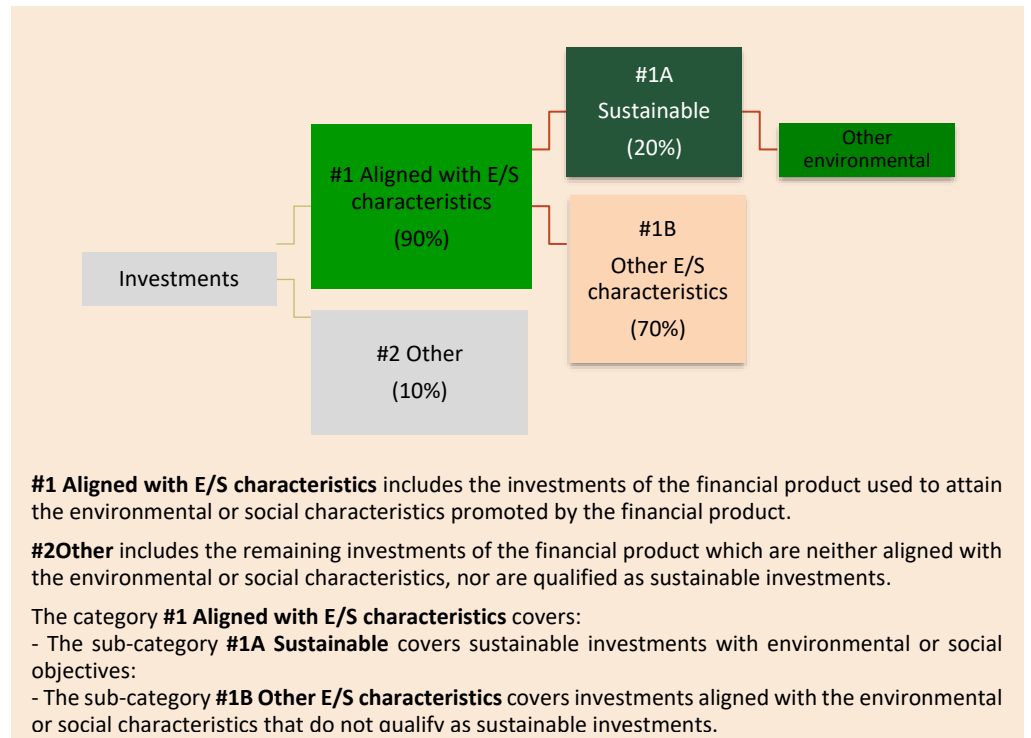 #1A
Sustainable
(20%)
Other
environmental
#1 Aligned with E/S
characteristics
(90%)
#1B
Other E/S
characteristics
(70%)
Investments
#2 Other
(10%)
#1 Aligned with E/S characteristics includes the investments of the financial product used to attain
the environmental or social characteristics promoted by the financial product.
#2Other includes the remaining investments of the financial product which are neither aligned with
the environmental or social characteristics, nor are qualified as sustainable investments.
The category #1 Aligned with E/S characteristics covers:
- The sub-category #1A Sustainable covers sustainable investments with environmental or social
objectives:
- The sub-category #1B Other E/S characteristics covers investments aligned with the environmental
or social characteristics that do not qualify as sustainable investments.